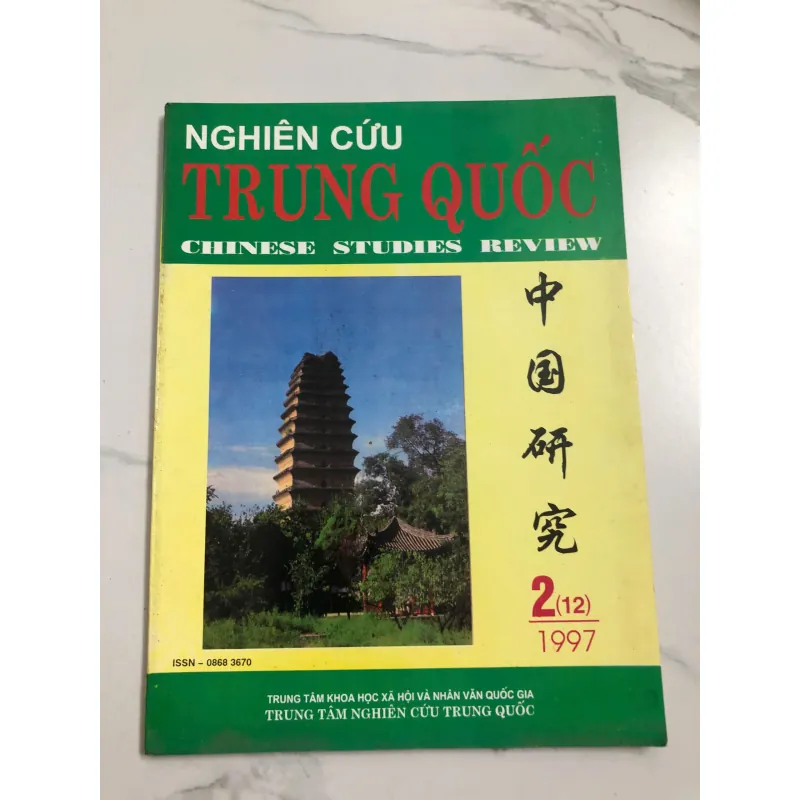 NGHIÊN CỨU
TRUNG QUỐC
CHINESE STUDIES REVIEW
中国研究
2(12)
1997
ISSN – 0868 3670
TRUNG TÂM KHOA HỌC XÃ HỘI VÀ NHÂN VĂN QUỐC GIA
TRUNG TÂM NGHIÊN CỨU TRUNG QUỐC